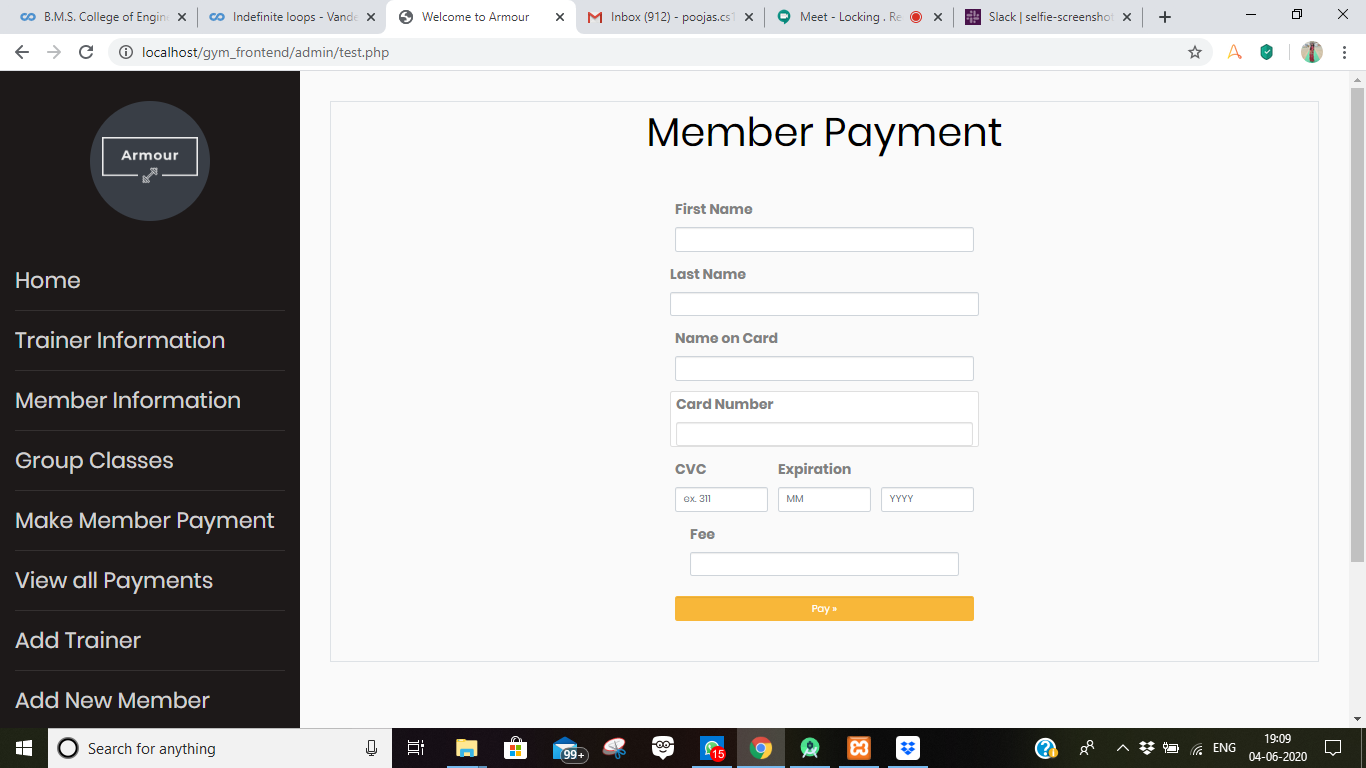 B.M.S. College of Engin
Indefinite loops - Vande
Welcome to Armour
Inbox (912) - poojas.cs1
Meet - Locking . Re
Slack | selfie-screenshot
localhost/gym_frontend/admin/test.php
Armour
Home
Trainer Information
Member Information
Group Classes
Make Member Payment
View all Payments
Add Trainer
Add New Member
Member Payment
First Name
Last Name
Name on Card
Card Number
CVC Expiration
ex. 311 MM YYYY
Fee
Pay »
Search for anything
99+
15
ENG
19:09
04-06-2020